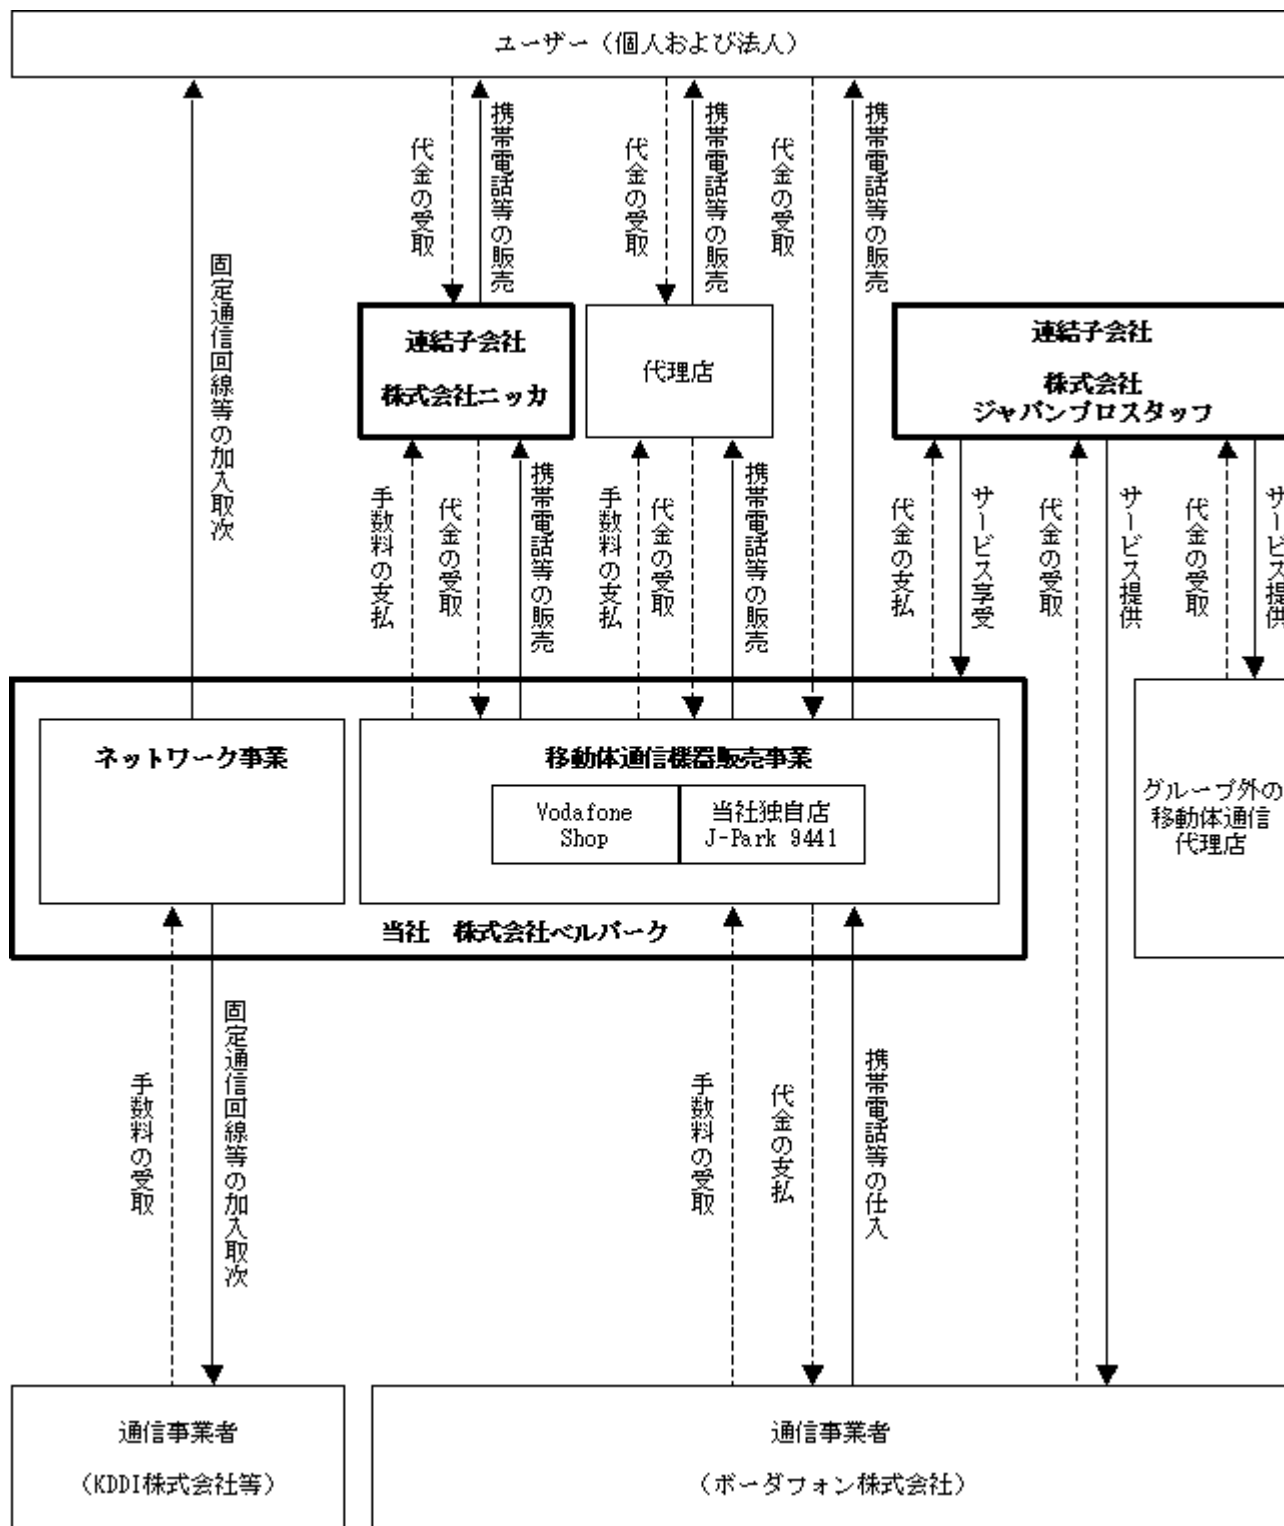 ユーザー（個人および法人）
代金の受取
携帯電話等の販売
代金の受取
携帯電話等の販売
代金の受取
携帯電話等の販売
固定通信回線等の加入取次
連結子会社
株式会社ニッカ
代理店
連結子会社
株式会社
ジャパンプロスタッフ
手数料の支払
代金の受取
携帯電話等の販売
手数料の支払
代金の受取
携帯電話等の販売
代金の支払
サービス享受
代金の受取
サービス提供
代金の受取
サービス提供
ネットワーク事業
移動体通信機器販売事業
Vodafone
Shop
当社独自店
J-Park 9441
グループ外の
移動体通信
代理店
当社　株式会社ベルパーク
手数料の受取
固定通信回線等の加入取次
手数料の受取
代金の支払
携帯電話等の仕入
通信事業者
（KDDI株式会社等）
通信事業者
（ボーダフォン株式会社）